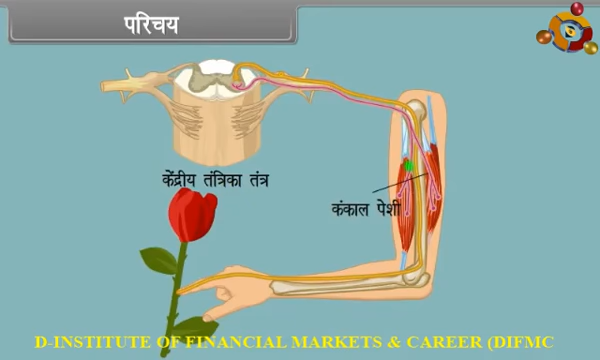 परिचय
केंद्रीय तंत्रिका तंत्र
कंकाल पेशी
D-INSTITUTE OF FINANCIAL MARKETS & CAREER (DIFMC